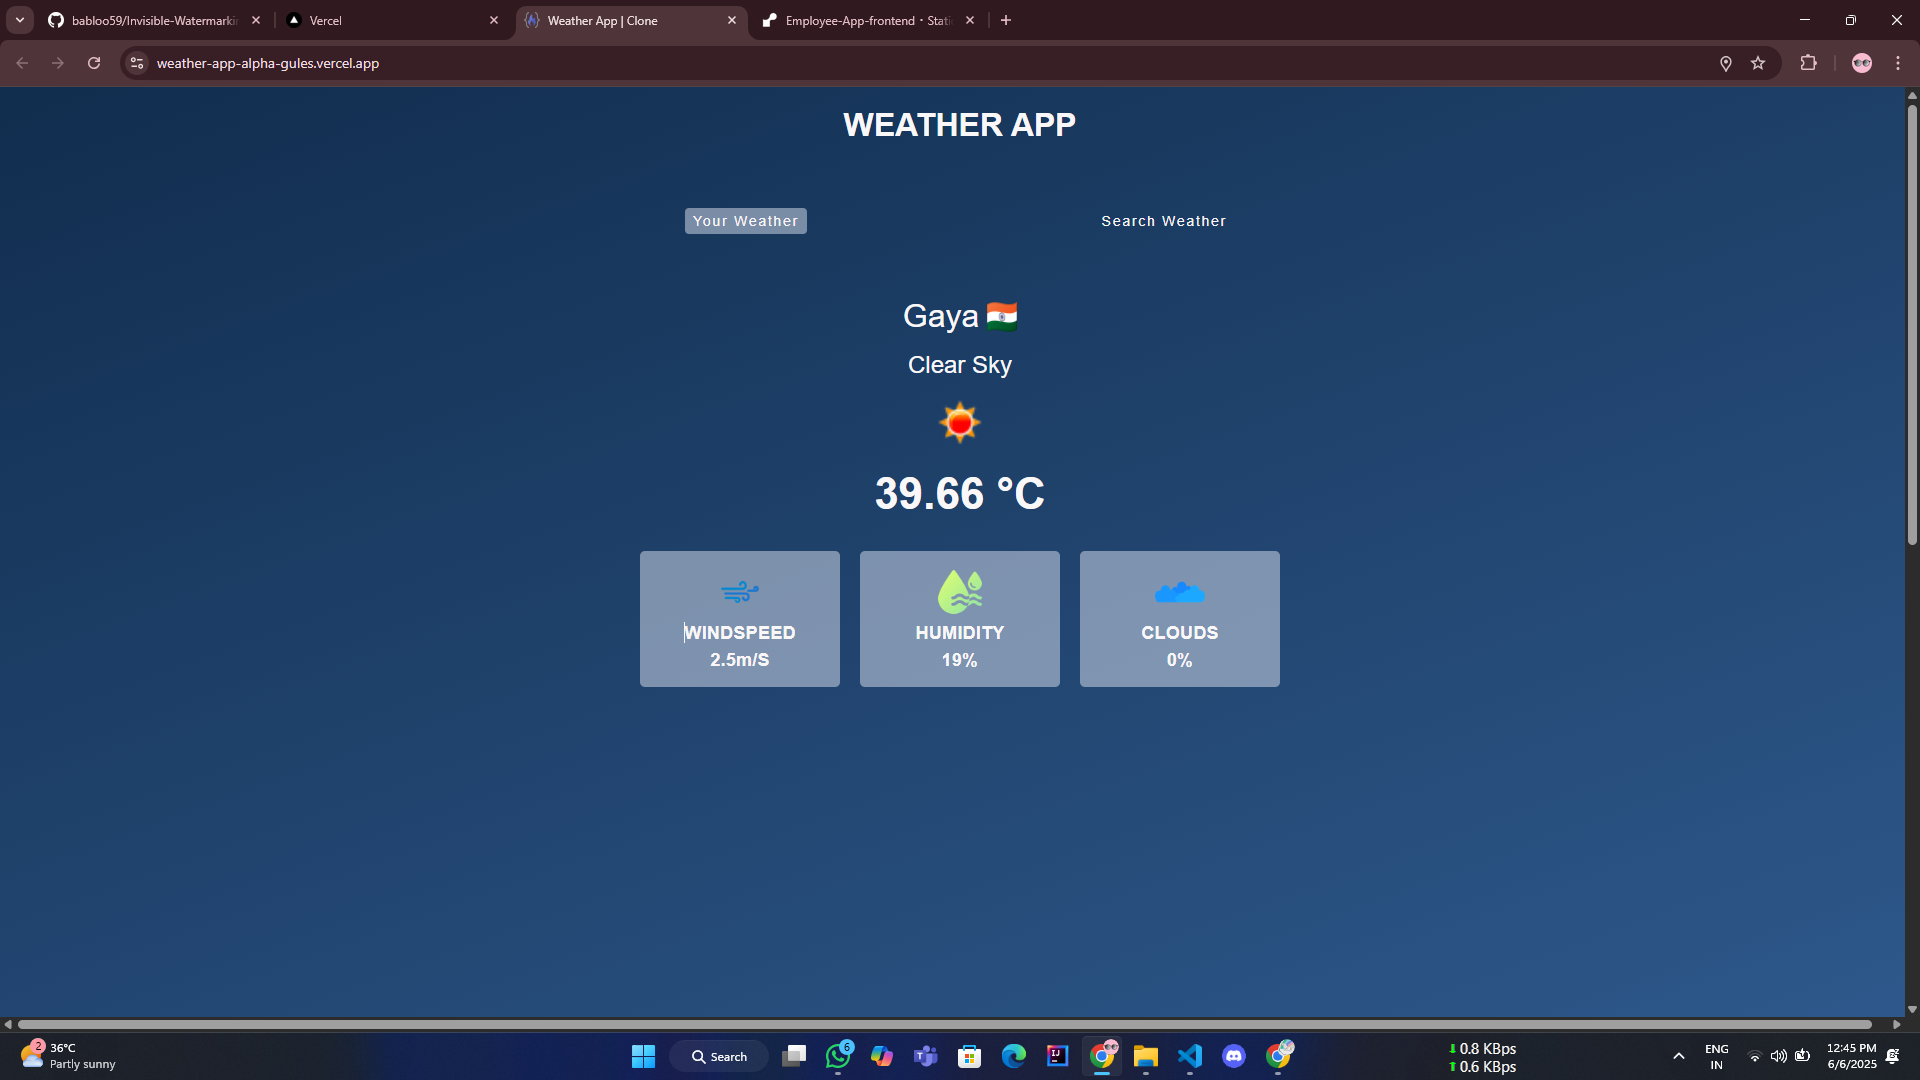 babloo59/Invisible-Watermarki
Vercel
Weather App | Clone
Employee-App-frontend · Stati
weather-app-alpha-gules.vercel.app
WEATHER APP
Your Weather
Search Weather
Gaya
Clear Sky
39.66 °C
WINDSPEED
2.5m/S
HUMIDITY
19%
CLOUDS
0%
2
36°C
Partly sunny
Search
6
0.8 KBps
0.6 KBps
ENG
IN
12:45 PM
6/6/2025